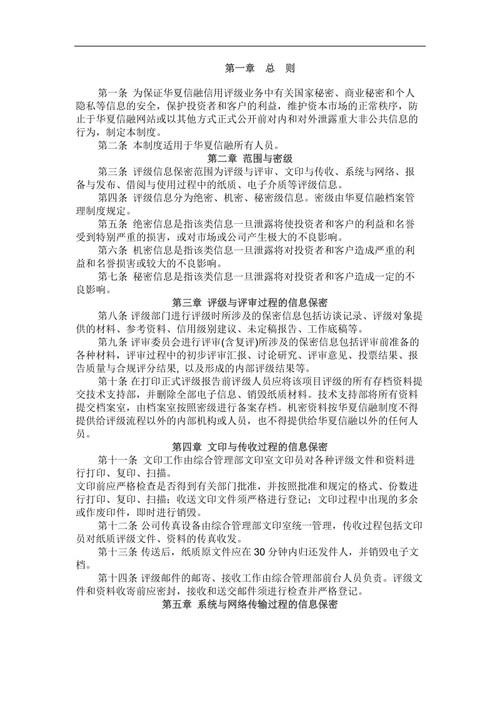 第一章 总 则
第一条 为保证华夏信融信用评级业务中有关国家秘密、商业秘密和个人
隐私等信息的安全，保护投资者和客户的利益，维护资本市场的正常秩序，防
止于华夏信融网站或以其他方式正式公开前对内和对外泄露重大非公共信息的
行为，制定本制度。
第二条 本制度适用于华夏信融所有人员。
第二章 范围与密级
第三条 评级信息保密范围为评级与评审、文印与传收、系统与网络、报
备与发布、借阅与使用过程中的纸质、电子介质等评级信息。
第四条 评级信息分为绝密、机密、秘密级信息。密级由华夏信融档案管
理制度规定。
第五条 绝密信息是指该类信息一旦泄露将使投资者和客户的利益和名誉
受到特别严重的损害，或对市场或公司产生极大的不良影响。
第六条 机密信息是指该类信息一旦泄露将对投资者和客户造成严重的利
益和名誉损害或较大的不良影响。
第七条 秘密信息是指该类信息一旦泄露将对投资者和客户造成一定的不
良影响。
第三章 评级与评审过程的信息保密
第八条 评级部门进行评级时所涉及的保密信息包括访谈记录、评级对象提
供的材料、参考资料、信用级别建议、未定稿报告、工作底稿等。
第九条 评审委员会进行评审(含复评)所涉及的保密信息包括评审前准备的
各种材料，评审过程中的初步评审汇报、讨论研究、评审意见、投票结果、报
告质量与合规评分结果, 以及形成的内部评级结果等。
第十条 在打印正式评级报告前评级人员应将该项目评级的所有存档资料提
交技术支持部，并删除全部电子信息、销毁纸质材料。技术支持部将所有资料
提交档案室，由档案室按照密级进行备案存档。机密资料按华夏信融制度不得
提供给评级流程以外的内部机构或人员，也不得提供给华夏信融以外的任何人
员。
第四章 文印与传收过程的信息保密
第十一条 文印工作由综合管理部文印室文印员对各种评级文件和资料进
行打印、复印、扫描。
文印前应严格检查是否得到有关部门批准，并按照批准和规定的格式、份数进
行打印、复印、扫描；收送文印文件须严格进行登记；文印过程中出现的多余
或作废印件，即时进行销毁。
第十二条 公司传真设备由综合管理部文印室统一管理，传收过程包括文印
员对纸质评级文件、资料的传真收发。
第十三条 传送后，纸质原文件应在 30 分钟内归还发件人，并销毁电子文
档。
第十四条 评级邮件的邮寄、接收工作由综合管理部前台人员负责。评级文
件和资料收寄前应密封，接收和送交邮件须进行检查并严格登记。
第五章 系统与网络传输过程的信息保密